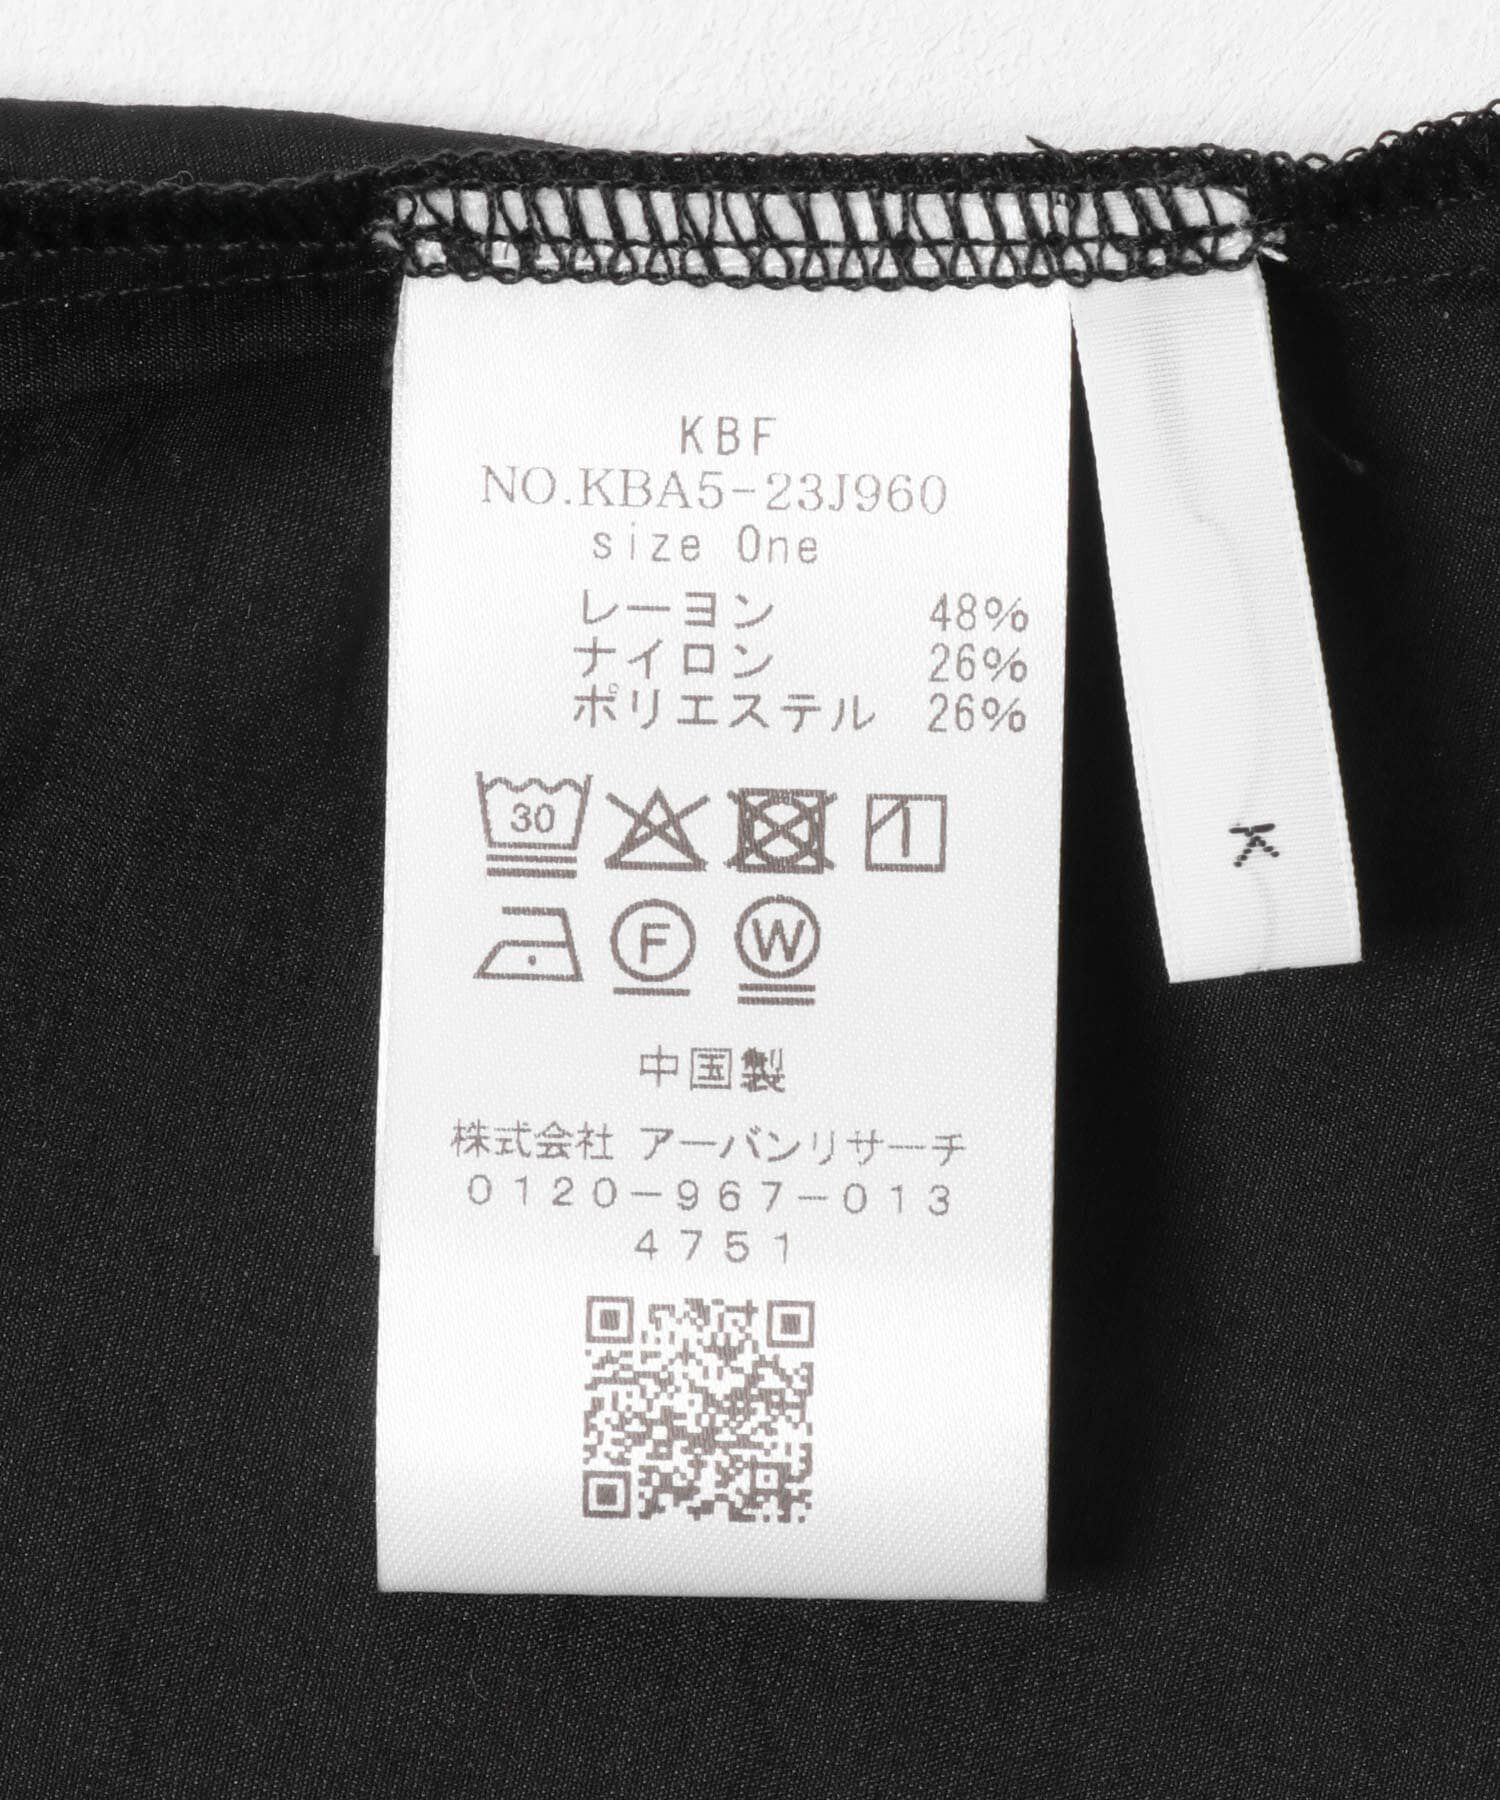 KBF
NO.KBA5-23J960
size One
レーヨン 48%
ナイロン 26%
ポリエステル 26%
30
F W
中国製
株式会社 アーバンリサーチ
0120-967-013
4751
K